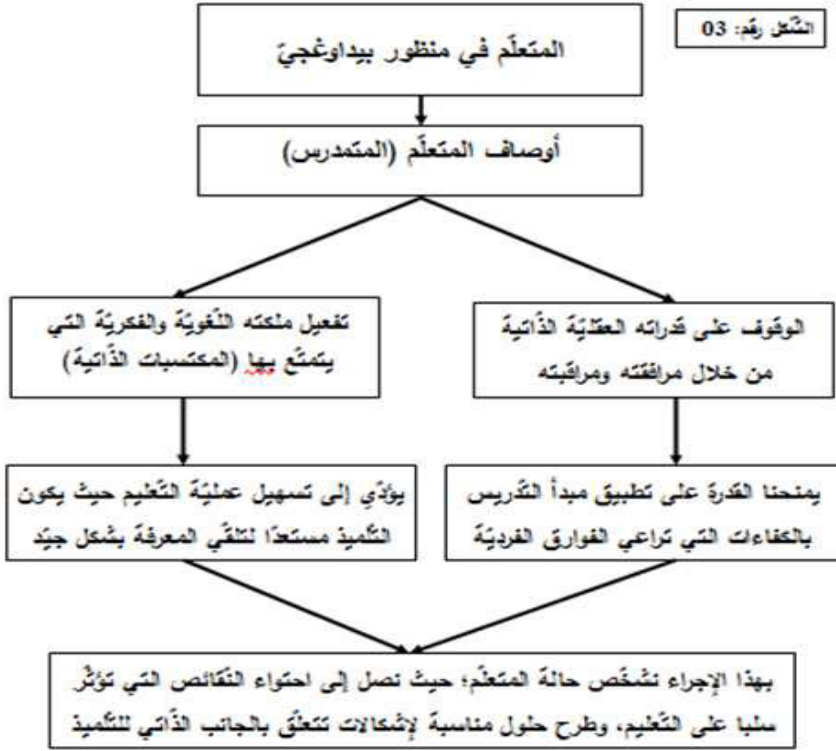 الشّكل رقم: 03
المتعلّم في منظور بيداوغجيّ
أوصاف المتعلّم (المتمدرس)
الوقوف على قدراته العقليّة الذّاتية
من خلال مرافقته ومراقبته
تفعيل ملكته اللّغويّة والفكريّة التي
يتمتّع بها (المكتسبات الذّاتية)
يمنحنا القدرة على تطبيق مبدأ التّدريس
بالكفاءات التي تراعي الفوارق الفرديّة
يؤدّي إلى تسهيل عمليّة التّعليم حيث يكون
التّلميذ مستعدّا لتلقّي المعرفة بشكل جيّد
بهذا الإجراء نشخّص حالة المتعلّم؛ حيث نصل إلى احتواء النّقائص التي تؤثّر
سلبا على التّعليم، وطرح حلول مناسبة لإشكالات تتعلّق بالجانب الذّاتي للتّلميذ